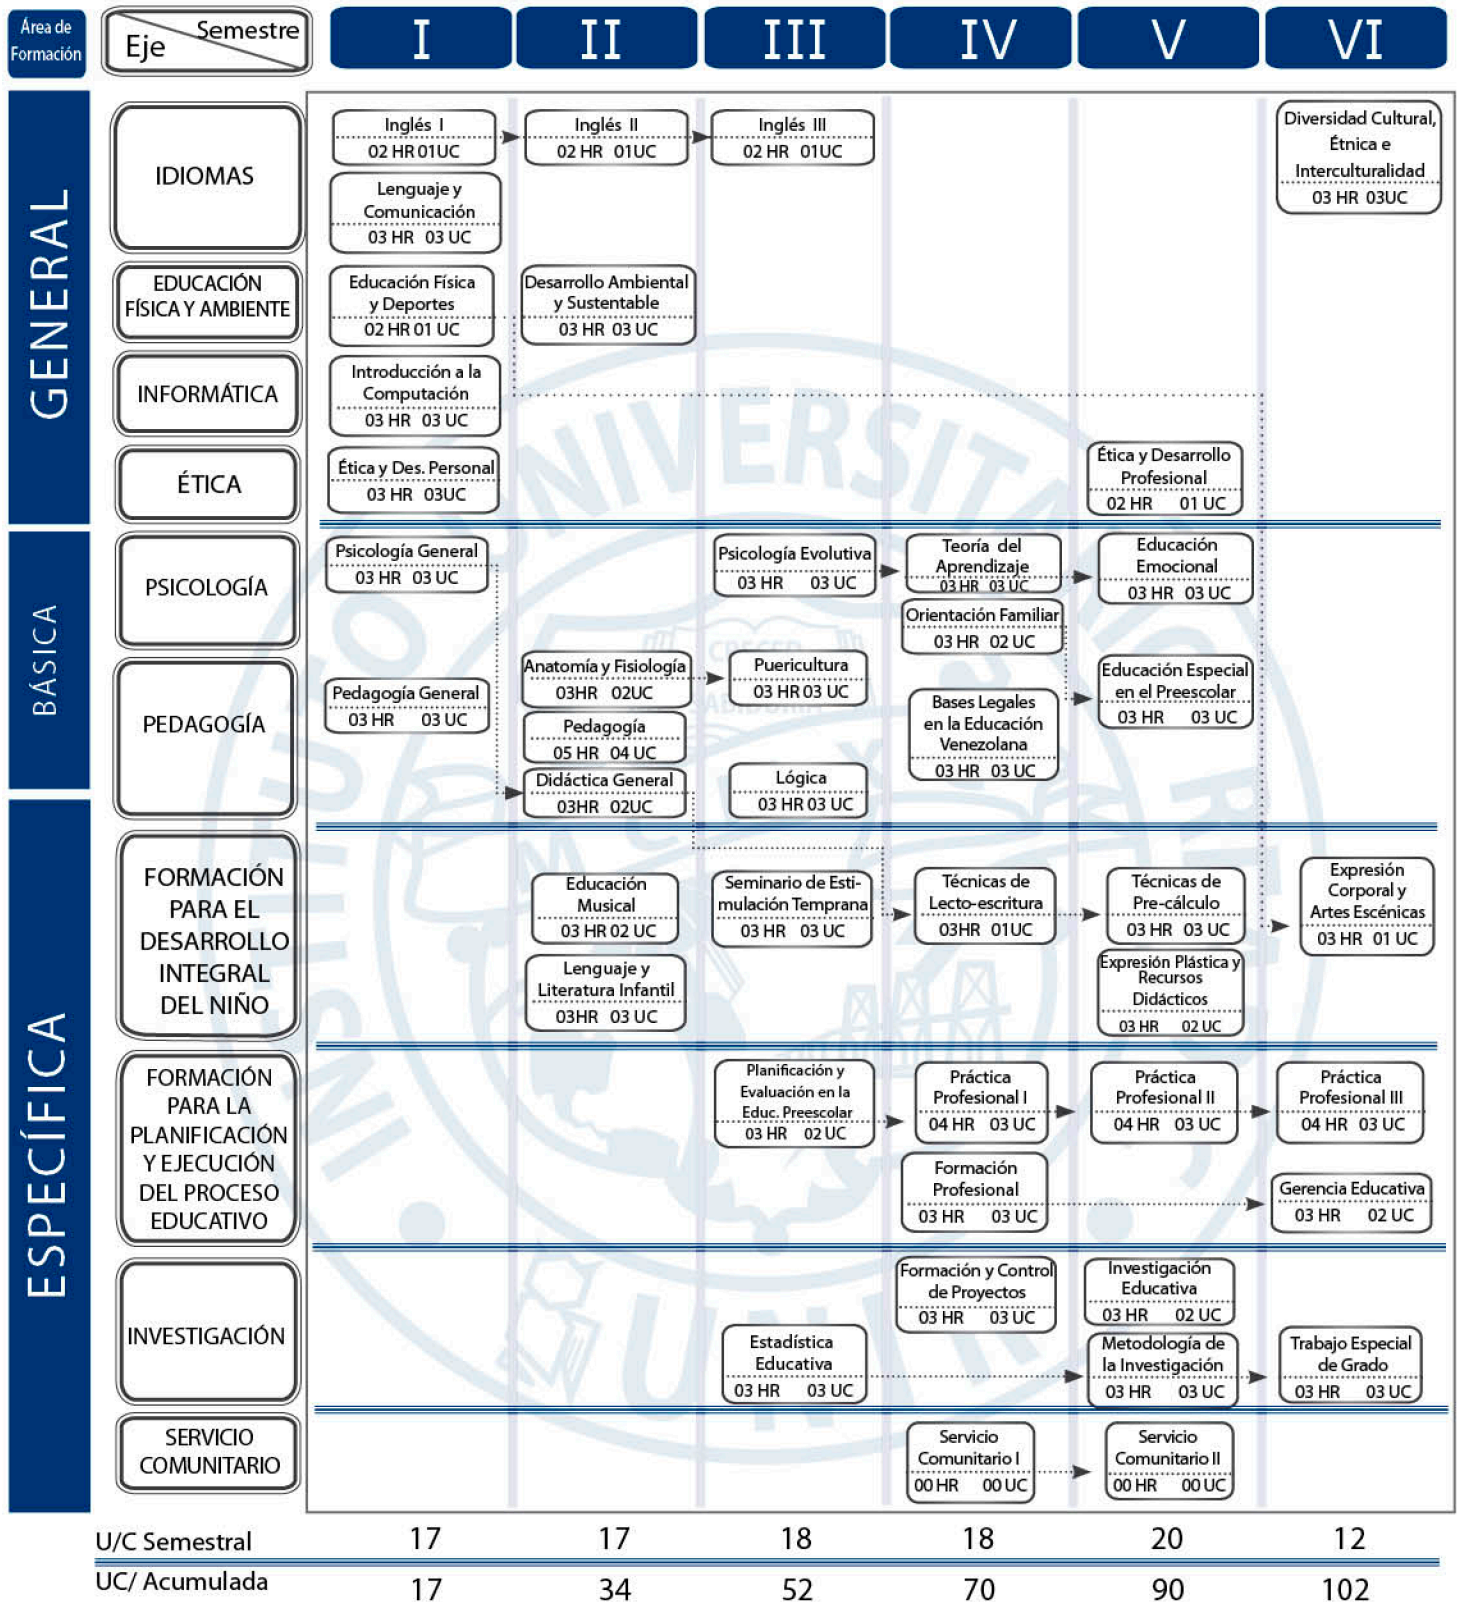 Área de
Formación
Eje
Semestre
I
II
III
IV
V
VI
GENERAL
IDIOMAS
Inglés I
02 HR 01UC
Inglés II
02 HR 01UC
Inglés III
02 HR 01UC
Diversidad Cultural,
Étnica e
Interculturalidad
03 HR 03UC
Lenguaje y
Comunicación
03 HR 03 UC
EDUCACIÓN
FÍSICA Y AMBIENTE
Educación Física
y Deportes
02 HR 01 UC
Desarrollo Ambiental
y Sustentable
03 HR 03 UC
INFORMÁTICA
Introducción a la
Computación
03 HR 03 UC
ÉTICA
Ética y Des. Personal
03 HR 03UC
Ética y Desarrollo
Profesional
02 HR 01 UC
BÁSICA
PSICOLOGÍA
Psicología General
03 HR 03 UC
Psicología Evolutiva
03 HR 03 UC
Teoría del
Aprendizaje
03 HR 03 UC
Educación
Emocional
03 HR 03 UC
Orientación Familiar
03 HR 02 UC
PEDAGOGÍA
Pedagogía General
03 HR 03 UC
Anatomía y Fisiología
03HR 02UC
Puericultura
03 HR 03 UC
Bases Legales
en la Educación
Venezolana
03 HR 03 UC
Educación Especial
en el Preescolar
03 HR 03 UC
Pedagogía
05 HR 04 UC
Didáctica General
03HR 02UC
Lógica
03 HR 03 UC
ESPECÍFICA
FORMACIÓN
PARA EL
DESARROLLO
INTEGRAL
DEL NIÑO
Educación
Musical
03 HR 02 UC
Seminario de Esti-
mulación Temprana
03 HR 03 UC
Técnicas de
Lecto-escritura
03HR 01UC
Técnicas de
Pre-cálculo
03 HR 03 UC
Expresión
Corporal y
Artes Escénicas
03 HR 01 UC
Lenguaje y
Literatura Infantil
03HR 03 UC
Expresión Plástica y
Recursos
Didácticos
03 HR 02 UC
FORMACIÓN
PARA LA
PLANIFICACIÓN
Y EJECUCIÓN
DEL PROCESO
EDUCATIVO
Planificación y
Evaluación en la
Educ. Preescolar
03 HR 02 UC
Práctica
Profesional I
04 HR 03 UC
Práctica
Profesional II
04 HR 03 UC
Práctica
Profesional III
04 HR 03 UC
Formación
Profesional
03 HR 03 UC
Gerencia Educativa
03 HR 02 UC
INVESTIGACIÓN
Formación y Control
de Proyectos
03 HR 03 UC
Investigación
Educativa
03 HR 02 UC
Estadística
Educativa
03 HR 03 UC
Metodología de
la Investigación
03 HR 03 UC
Trabajo Especial
de Grado
03 HR 03 UC
SERVICIO
COMUNITARIO
Servicio
Comunitario I
00 HR 00 UC
Servicio
Comunitario II
00 HR 00 UC
U/C Semestral
17
17
18
18
20
12
UC/ Acumulada
17
34
52
70
90
102